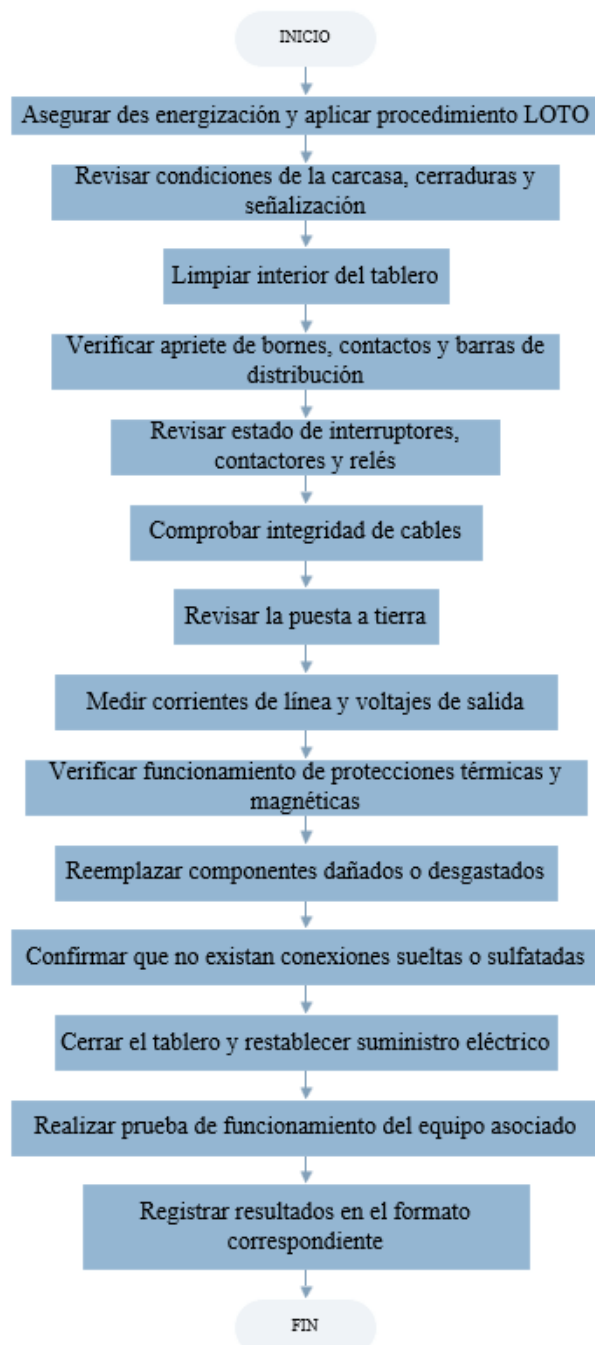 INICIO
Asegurar des energización y aplicar procedimiento LOTO
Revisar condiciones de la carcasa, cerraduras y
señalización
Limpiar interior del tablero
Verificar apriete de bornes, contactos y barras de
distribución
Revisar estado de interruptores,
contactores y relés
Comprobar integridad de cables
Revisar la puesta a tierra
Medir corrientes de línea y voltajes de salida
Verificar funcionamiento de protecciones térmicas y
magnéticas
Reemplazar componentes dañados o desgastados
Confirmar que no existan conexiones sueltas o sulfatadas
Cerrar el tablero y restablecer suministro eléctrico
Realizar prueba de funcionamiento del equipo asociado
Registrar resultados en el formato
correspondiente
FIN